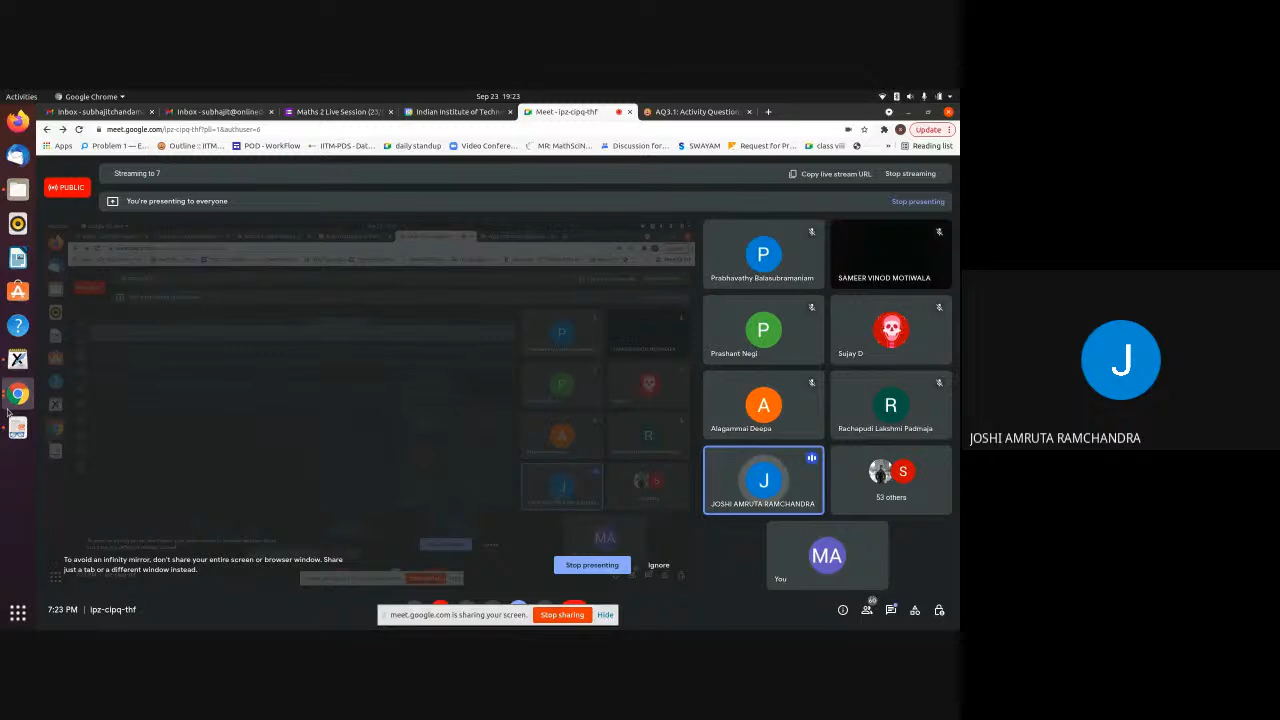 Activities
Google Chrome
Sep 23 19:23
Inbox - subhajitchandam
Inbox - subhajit@onlined
Maths 2 Live Session (23/
Indian Institute of Techn
Meet - ipz-cipq-thf
AQ3.1: Activity Question
meet.google.com/ipz-cipq-thf?pli=1&authuser=6
Update
Apps
Problem 1 — E...
Outline :: IITM...
POD - WorkFlow
IITM-PDS - Dat...
daily standup
Video Confere...
MR: MathSciN...
Discussion for...
SWAYAM
Request for Pr...
class viii
Reading list
PUBLIC
Streaming to 7
Copy live stream URL
Stop streaming
You're presenting to everyone
Stop presenting
P
Prabhavathy Balasubramaniam
SAMEER VINOD MOTIWALA
P
Prashant Negi
Sujay D
A
Alagammai Deepa
R
Rachapudi Lakshmi Padmaja
J
JOSHI AMRUTA RAMCHANDRA
S
53 others
MA
You
To avoid an infinity mirror, don't share your entire screen or browser window. Share
just a tab or a different window instead.
Stop presenting
Ignore
7:23 PM | ipz-cipq-thf
meet.google.com is sharing your screen.
Stop sharing
Hide
60
J
JOSHI AMRUTA RAMCHANDRA